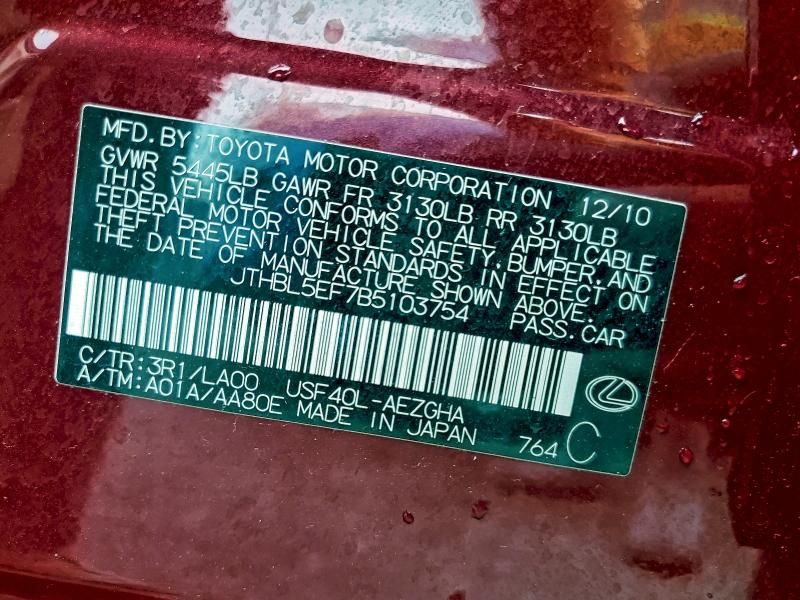 MFD. BY: TOYOTA MOTOR CORPORATION 12/10
GVWR 5445LB GAWR FR 3130LB RR 3130LB
THIS VEHICLE CONFORMS TO ALL APPLICABLE
FEDERAL MOTOR VEHICLE SAFETY, BUMPER, AND
THEFT PREVENTION STANDARDS IN EFFECT ON
THE DATE OF MANUFACTURE SHOWN ABOVE.
JTHBL5EF7B5103754 PASS. CAR
C/TR: 3R1/LA00 USF40L-AEZGHA
A/TM: A01A/AA80E MADE IN JAPAN 764 C